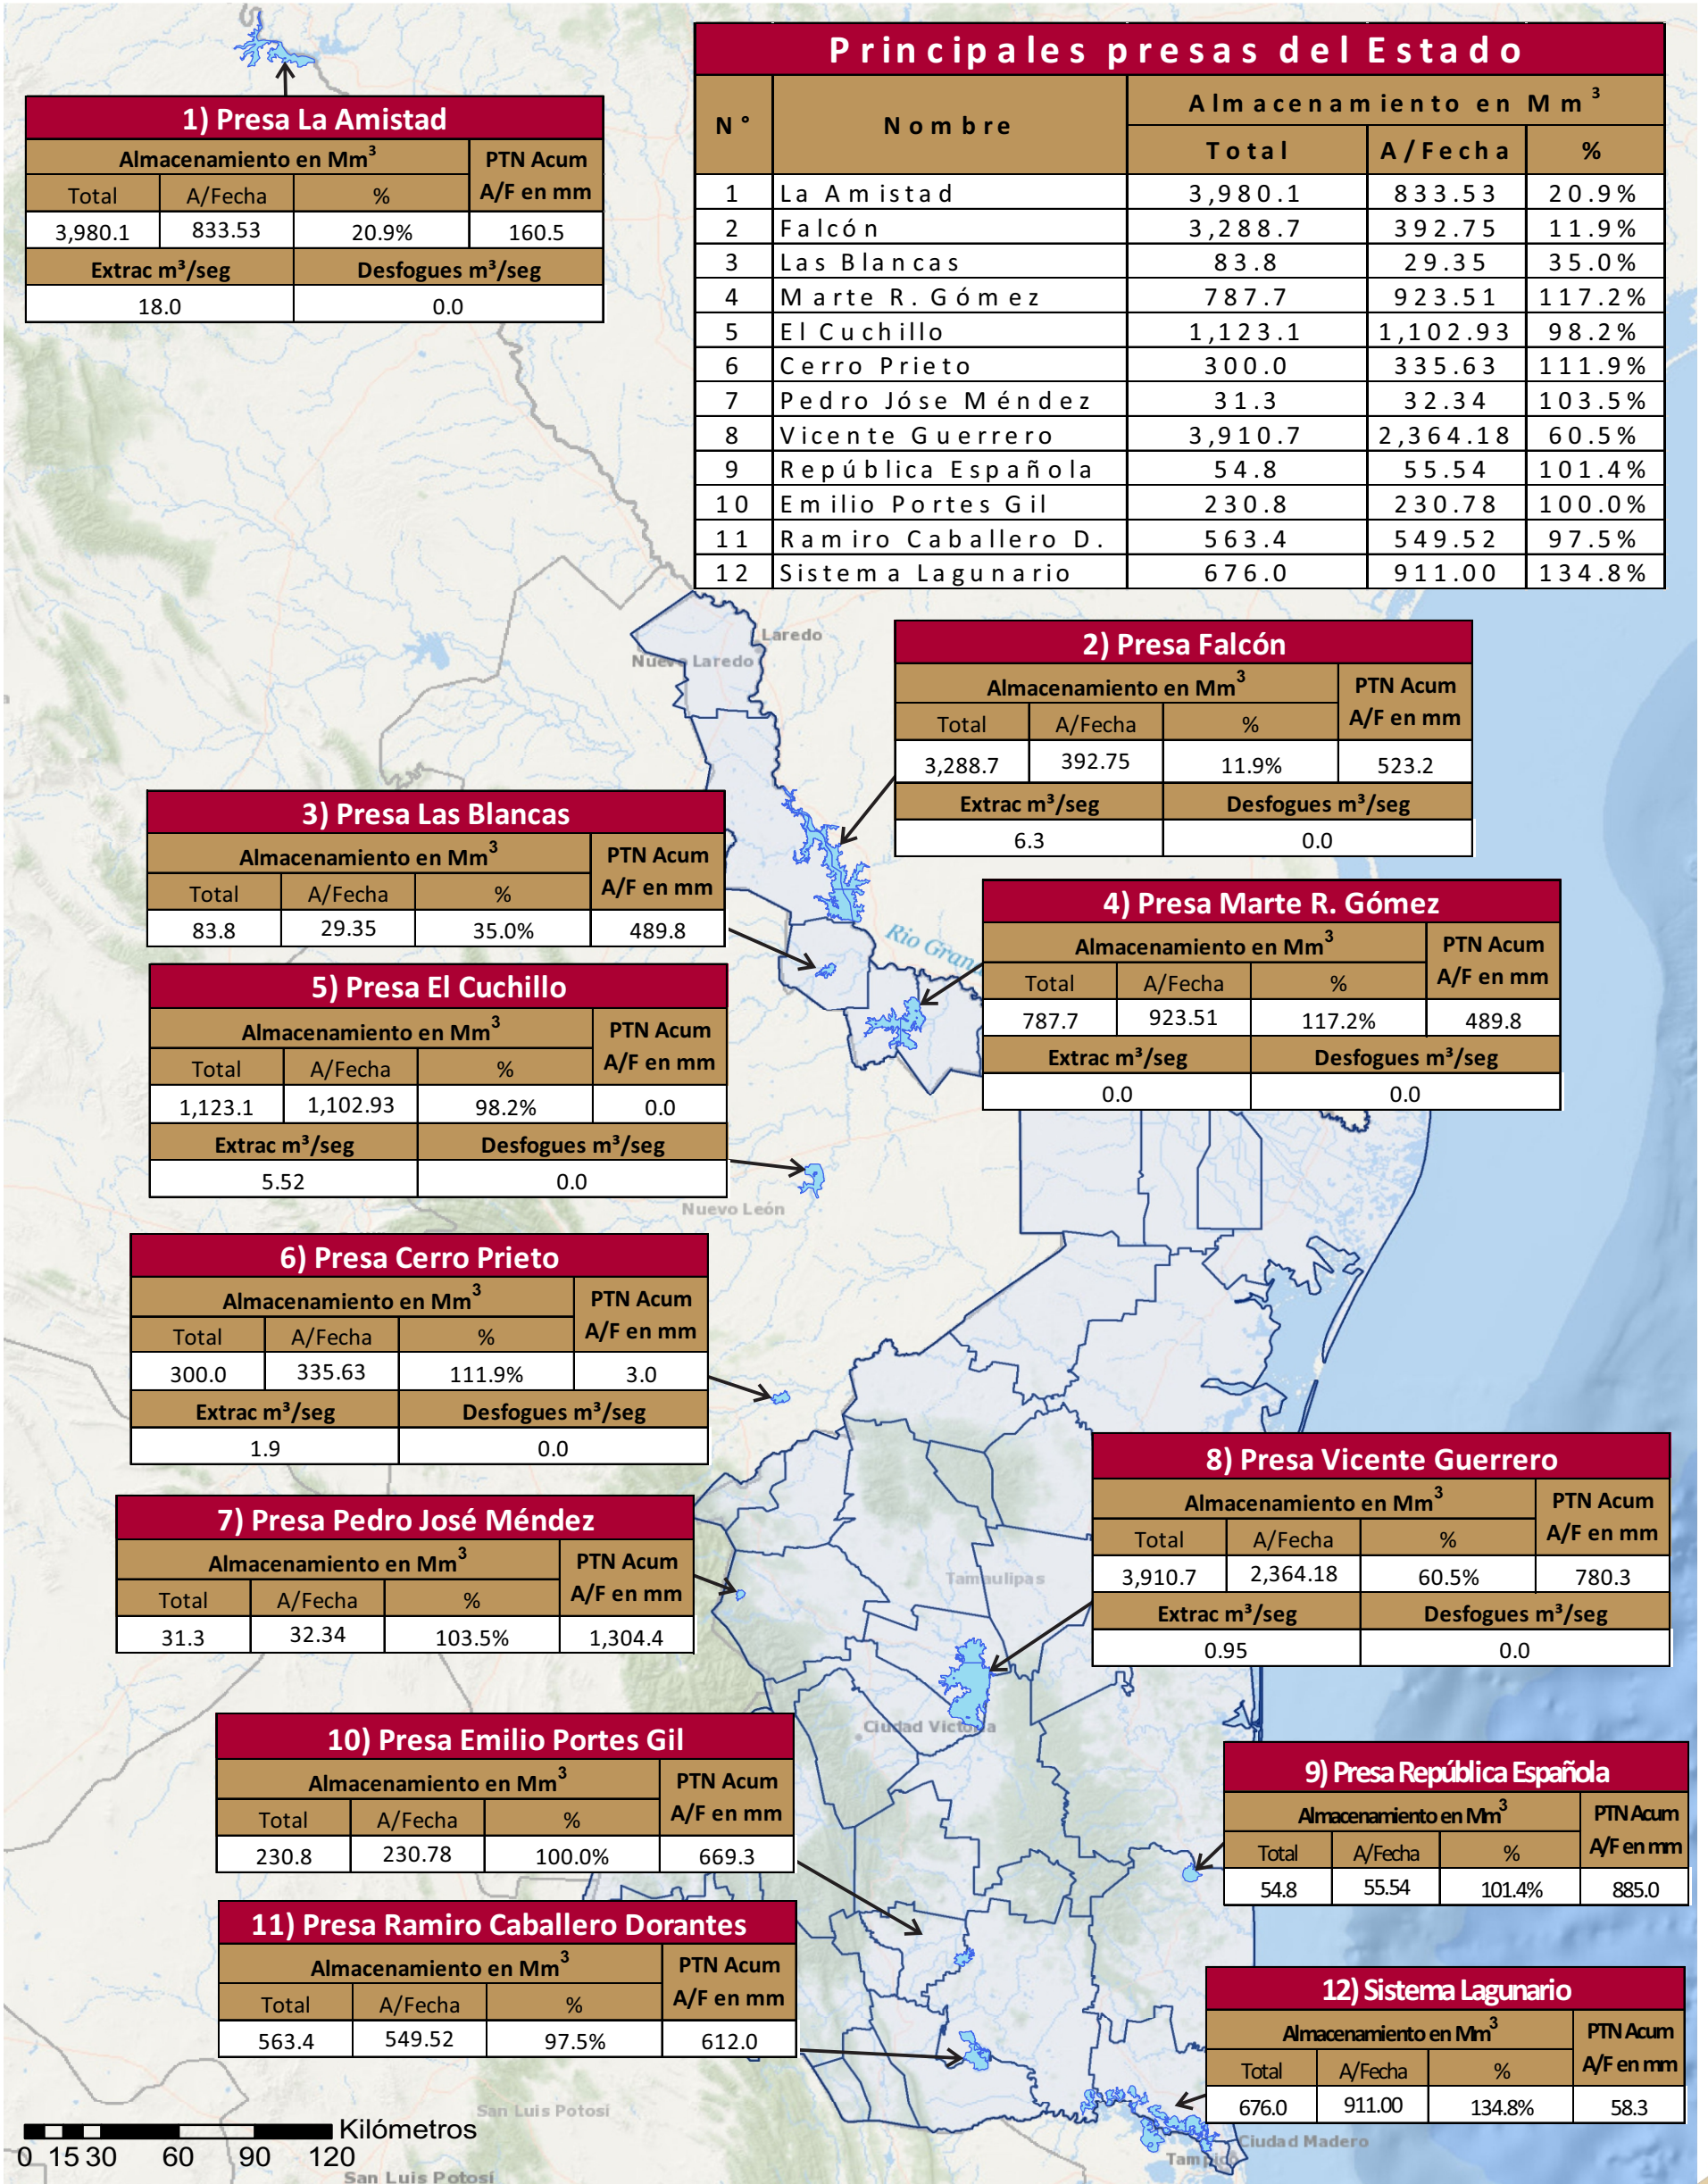 Principales presas del Estado
N° Nombre Almacenamiento en Mm³
Total A/Fecha %
1 La Amistad 3,980.1 833.53 20.9%
2 Falcón 3,288.7 392.75 11.9%
3 Las Blancas 83.8 29.35 35.0%
4 Marte R. Gómez 787.7 923.51 117.2%
5 El Cuchillo 1,123.1 1,102.93 98.2%
6 Cerro Prieto 300.0 335.63 111.9%
7 Pedro Jóse Méndez 31.3 32.34 103.5%
8 Vicente Guerrero 3,910.7 2,364.18 60.5%
9 República Española 54.8 55.54 101.4%
10 Emilio Portes Gil 230.8 230.78 100.0%
11 Ramiro Caballero D. 563.4 549.52 97.5%
12 Sistema Lagunario 676.0 911.00 134.8%
1) Presa La Amistad
Almacenamiento en Mm³ PTN Acum
Total A/Fecha % A/F en mm
3,980.1 833.53 20.9% 160.5
Extrac m³/seg Desfogues m³/seg
18.0 0.0
Laredo
Nuevo Laredo
2) Presa Falcón
Almacenamiento en Mm³ PTN Acum
Total A/Fecha % A/F en mm
3,288.7 392.75 11.9% 523.2
Extrac m³/seg Desfogues m³/seg
6.3 0.0
3) Presa Las Blancas
Almacenamiento en Mm³ PTN Acum
Total A/Fecha % A/F en mm
83.8 29.35 35.0% 489.8
Rio Gran
4) Presa Marte R. Gómez
Almacenamiento en Mm³ PTN Acum
Total A/Fecha % A/F en mm
787.7 923.51 117.2% 489.8
Extrac m³/seg Desfogues m³/seg
0.0 0.0
5) Presa El Cuchillo
Almacenamiento en Mm³ PTN Acum
Total A/Fecha % A/F en mm
1,123.1 1,102.93 98.2% 0.0
Extrac m³/seg Desfogues m³/seg
5.52 0.0
Nuevo León
6) Presa Cerro Prieto
Almacenamiento en Mm³ PTN Acum
Total A/Fecha % A/F en mm
300.0 335.63 111.9% 3.0
Extrac m³/seg Desfogues m³/seg
1.9 0.0
7) Presa Pedro José Méndez
Almacenamiento en Mm³ PTN Acum
Total A/Fecha % A/F en mm
31.3 32.34 103.5% 1,304.4
8) Presa Vicente Guerrero
Almacenamiento en Mm³ PTN Acum
Total A/Fecha % A/F en mm
3,910.7 2,364.18 60.5% 780.3
Extrac m³/seg Desfogues m³/seg
0.95 0.0
Tamaulipas
Ciudad Victoria
10) Presa Emilio Portes Gil
Almacenamiento en Mm³ PTN Acum
Total A/Fecha % A/F en mm
230.8 230.78 100.0% 669.3
9) Presa República Española
Almacenamiento en Mm³ PTN Acum
Total A/Fecha % A/F en mm
54.8 55.54 101.4% 885.0
11) Presa Ramiro Caballero Dorantes
Almacenamiento en Mm³ PTN Acum
Total A/Fecha % A/F en mm
563.4 549.52 97.5% 612.0
12) Sistema Lagunario
Almacenamiento en Mm³ PTN Acum
Total A/Fecha % A/F en mm
676.0 911.00 134.8% 58.3
San Luis Potosí
Ciudad Madero
Tampico
Kilómetros
0 15 30 60 90 120
San Luis Potosí